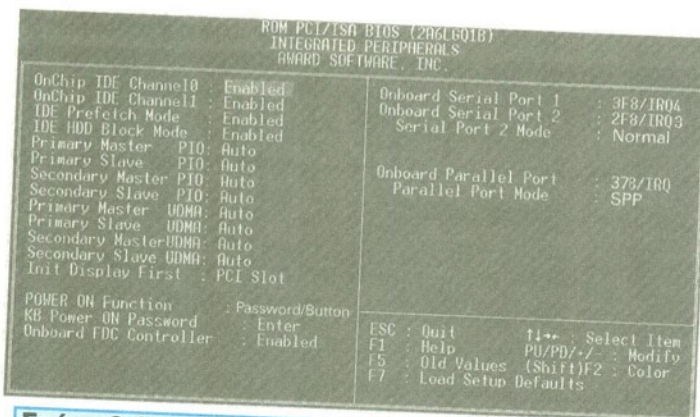 ROM PCI/ISA BIOS (2A6LGQ1B)
INTEGRATED PERIPHERALS
AWARD SOFTWARE, INC.
OnChip IDE Channel0 : Enabled
OnChip IDE Channel1 : Enabled
IDE Prefetch Mode : Enabled
IDE HDD Block Mode : Enabled
Primary Master PIO: Auto
Primary Slave PIO: Auto
Secondary Master PIO: Auto
Secondary Slave PIO: Auto
Primary Master UDMA: Auto
Primary Slave UDMA: Auto
Secondary MasterUDMA: Auto
Secondary Slave UDMA: Auto
Init Display First : PCI Slot
POWER ON Function : Password/Button
KB Power ON Password : Enter
Onboard FDC Controller : Enabled
Onboard Serial Port 1 : 3F8/IRQ4
Onboard Serial Port 2 : 2F8/IRQ3
Serial Port 2 Mode : Normal
Onboard Parallel Port : 378/IRQ
Parallel Port Mode : SPP
ESC : Quit ↑↓→← : Select Item
F1 : Help PU/PD/+/- : Modify
F5 : Old Values (Shift)F2 : Color
F7 : Load Setup Defaults